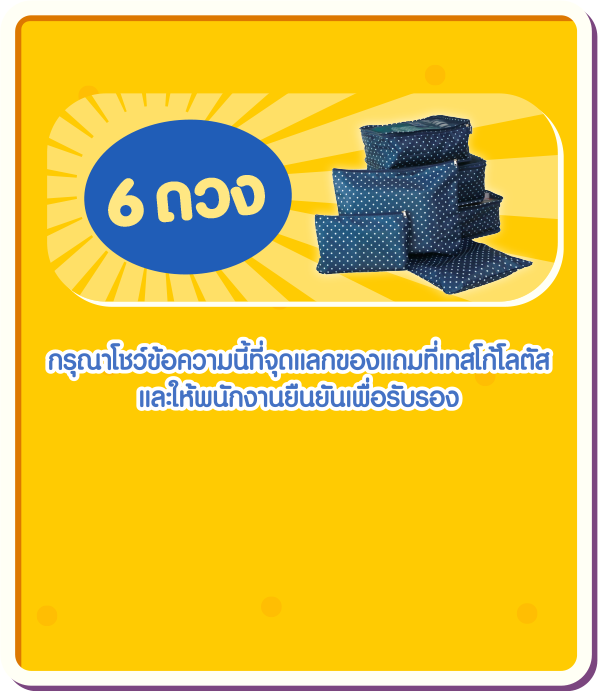 6 ดวง
กรุณาโชว์ข้อความนี้ที่จุดแลกของแถมที่เทสโก้โลตัส
และให้พนักงานยืนยันเพื่อรับรอง